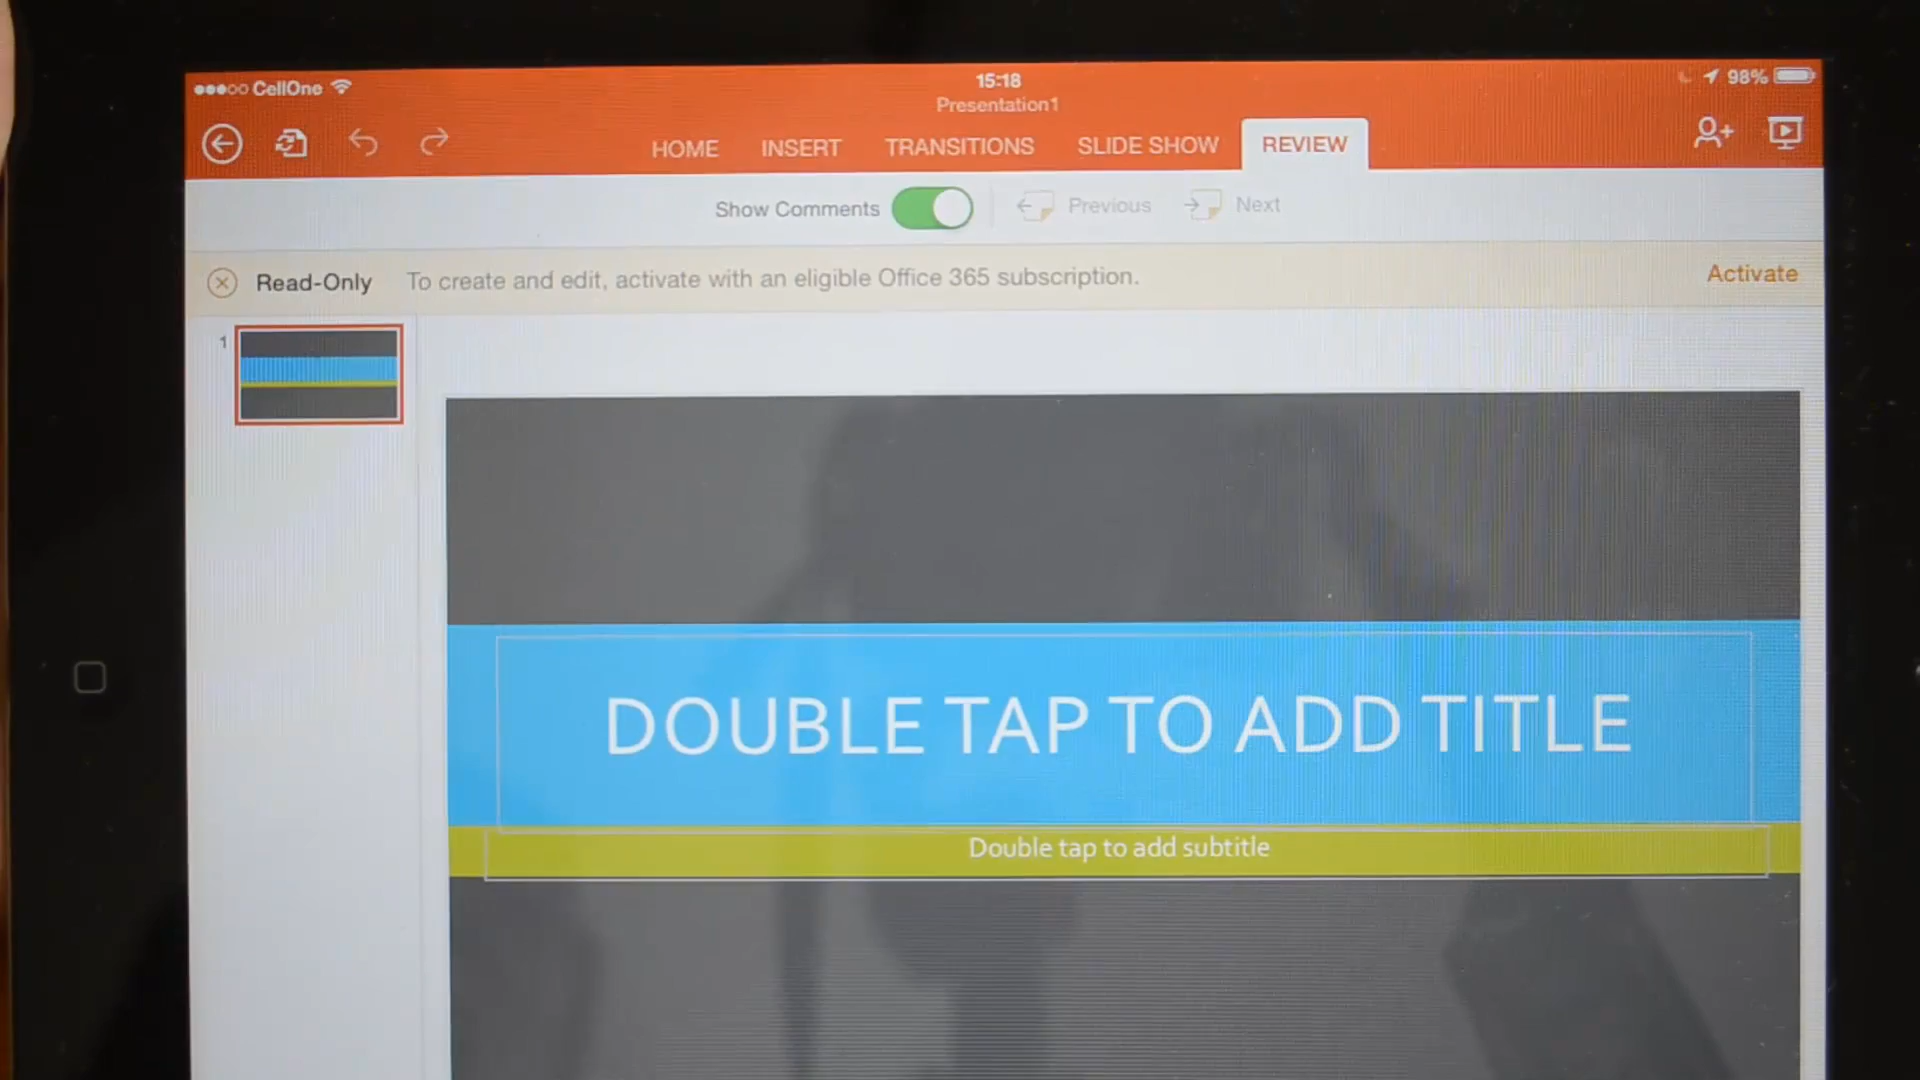 CellOne
15:18
98%
Presentation1
HOME INSERT TRANSITIONS SLIDE SHOW REVIEW
Show Comments Previous Next
Read-Only To create and edit, activate with an eligible Office 365 subscription. Activate
1
DOUBLE TAP TO ADD TITLE
Double tap to add subtitle